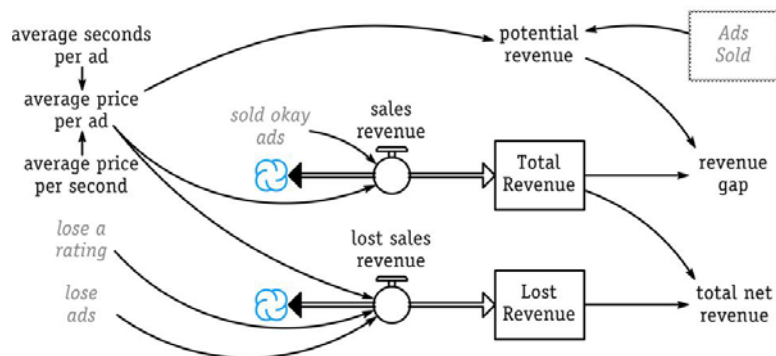 average seconds
per ad
potential
revenue
Ads
Sold
average price
per ad
sold okay
ads
sales
revenue
average price
per second
Total
Revenue
revenue
gap
lose a
rating
lost sales
revenue
lose
ads
Lost
Revenue
total net
revenue